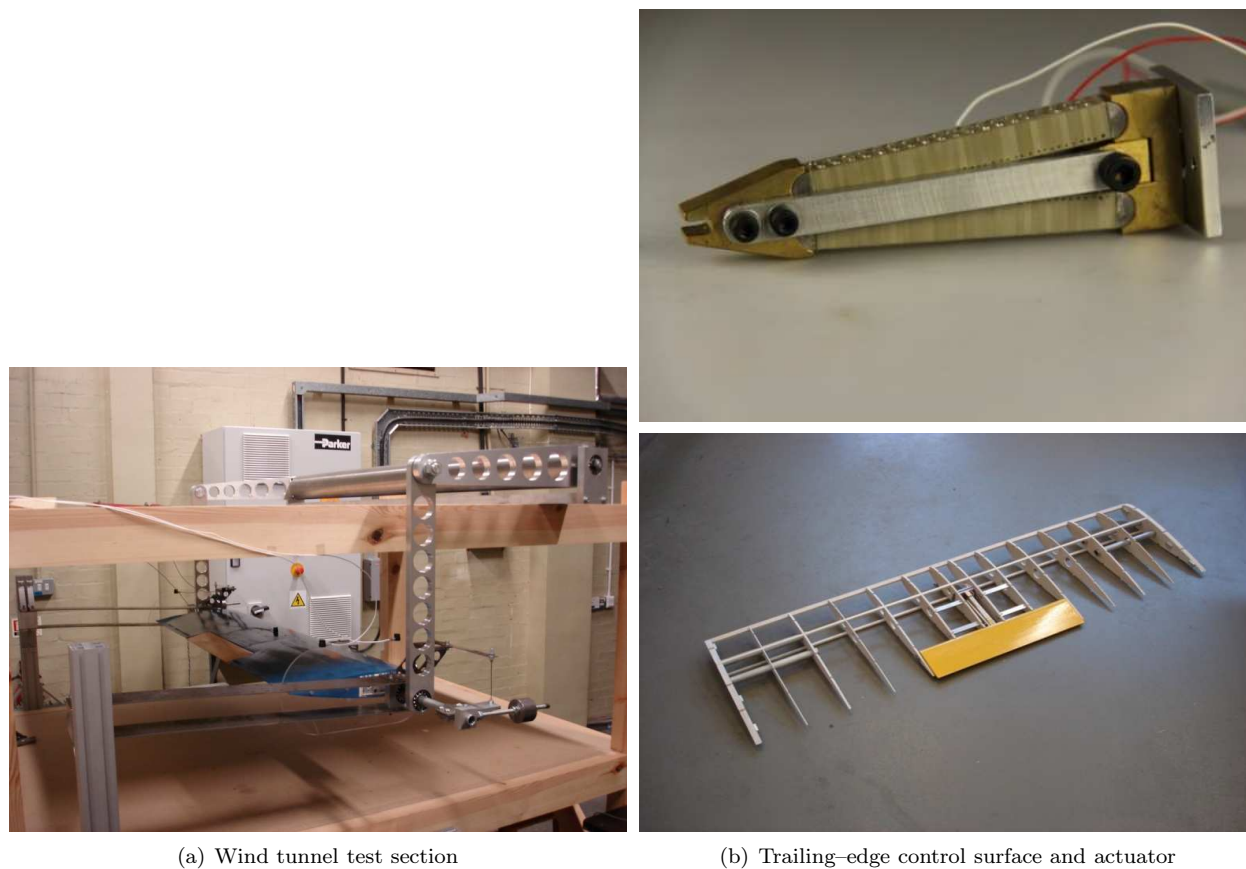 Parker
(a) Wind tunnel test section
(b) Trailing–edge control surface and actuator